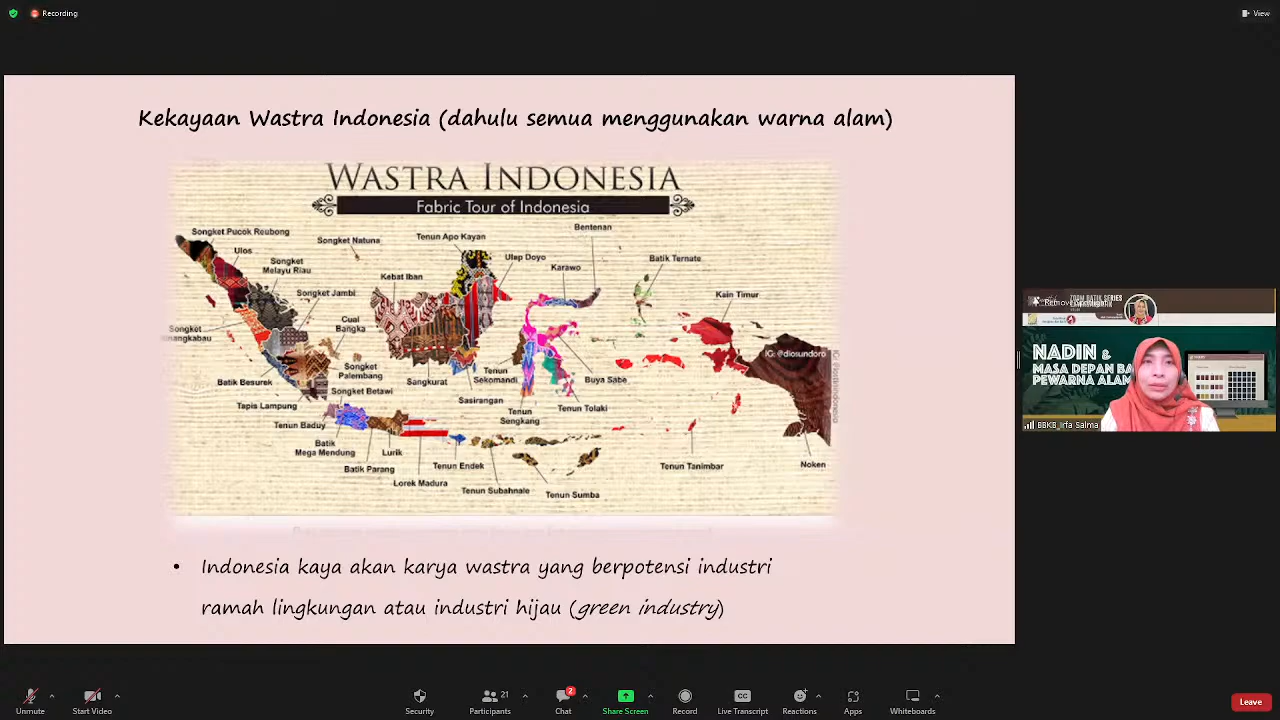 Recording
View
Kekayaan Wastra Indonesia (dahulu semua menggunakan warna alam)
WASTRA INDONESIA
Fabric Tour of Indonesia
Songket Pucok Reubong
Ulos
Songket
Melayu Riau
Songket Natuna
Tenun Apo Kayan
Ulap Doyo
Bentenan
Karawo
Batik Ternate
Kain Timur
Songket Jambi
Kebat Iban
Cual
Bangka
Songket
Songket
Palembang
Songket Betawi
Batik Besurek
Tapis Lampung
Tenun Baduy
Batik
Mega Mendung
Batik Parang
Lurik
Lorek Madura
Sangkurat
Tenun
Sekomandi
Sasirangan
Tenun
Sengkang
Buya Sabe
Tenun Tolaki
Tenun Endek
Tenun Subahnale
Tenun Sumba
Tenun Tanimbar
Noken
IG: @diosundoro
• Indonesia kaya akan karya wastra yang berpotensi industri
ramah lingkungan atau industri hijau (green industry)
NADIN &
MASA DEPAN BA
PEWARNA ALAM
Unmute
Start Video
Security
Participants
21
Chat
2
Share Screen
Record
CC
Live Transcript
Reactions
Apps
Whiteboards
Leave